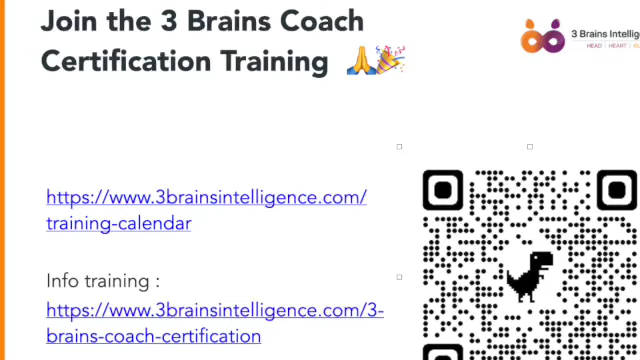 Join the 3 Brains Coach
Certification Training 🙏🎉
3 Brains
HEAD | HEART |
https://www.3brainsintelligence.com/
training-calendar
Info training :
https://www.3brainsintelligence.com/3-
brains-coach-certification